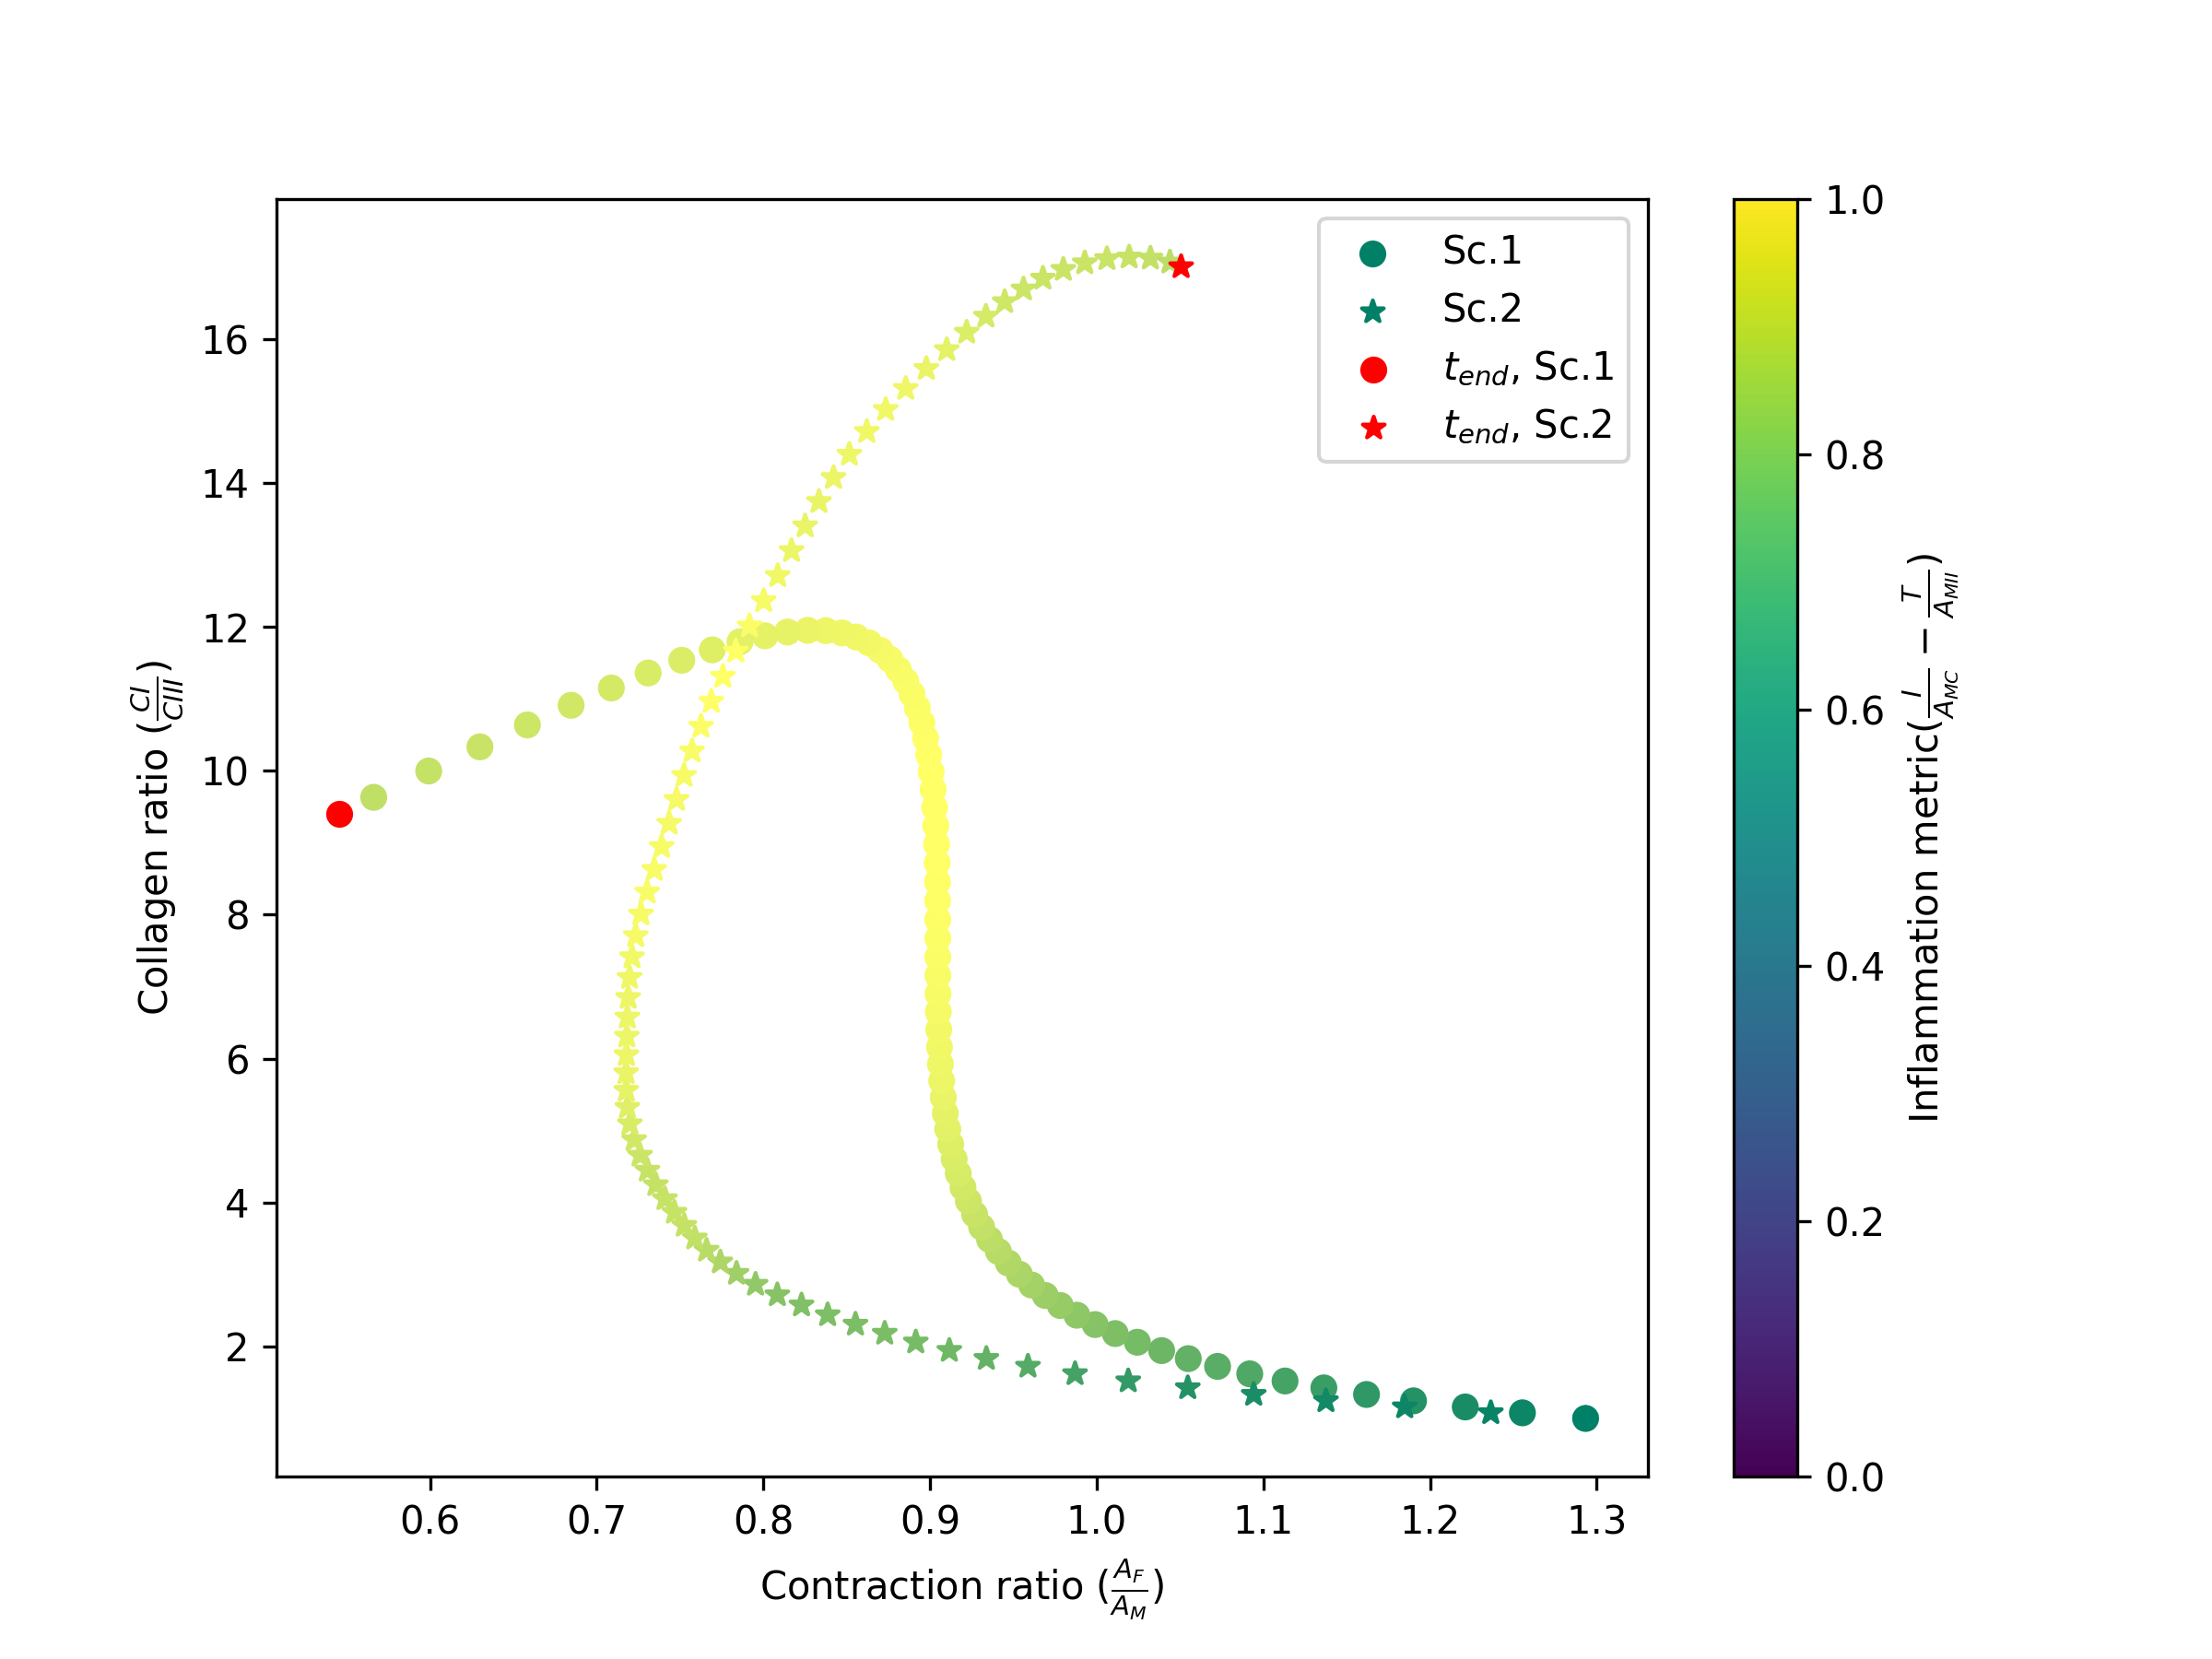 Sc.1
Sc.2
t_end, Sc.1
t_end, Sc.2
16
14
12
10
8
6
4
2
Collagen ratio (CI/CIII)
0.6 0.7 0.8 0.9 1.0 1.1 1.2 1.3
Contraction ratio (A_F/A_M)
1.0
0.8
0.6
0.4
0.2
0.0
Inflammation metric(I/A_MC − T/A_MII)